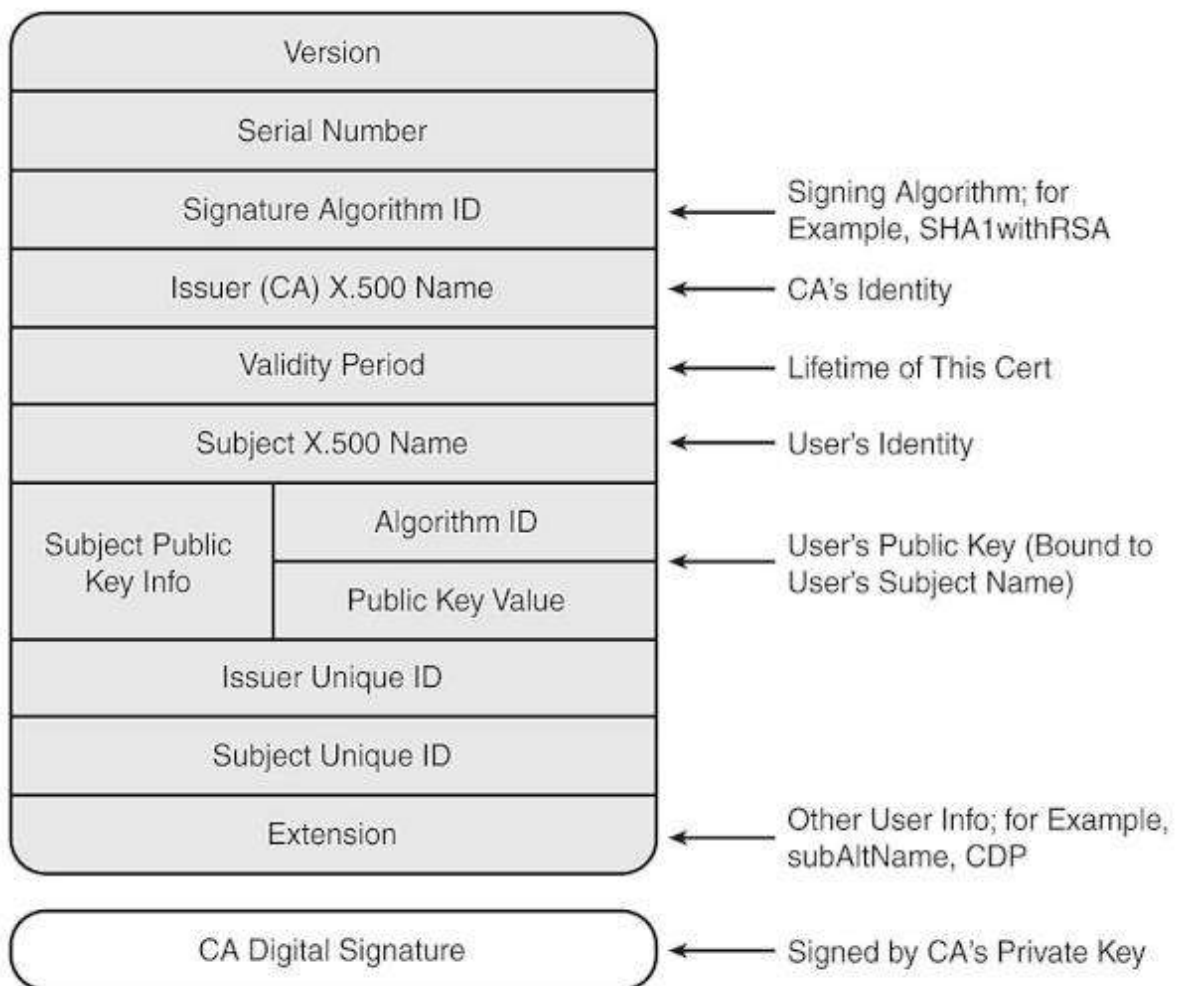 Version
Serial Number
Signature Algorithm ID
Signing Algorithm; for
Example, SHA1withRSA
Issuer (CA) X.500 Name
CA's Identity
Validity Period
Lifetime of This Cert
Subject X.500 Name
User's Identity
Subject Public
Key Info
Algorithm ID
Public Key Value
User's Public Key (Bound to
User's Subject Name)
Issuer Unique ID
Subject Unique ID
Extension
Other User Info; for Example,
subAltName, CDP
CA Digital Signature
Signed by CA's Private Key